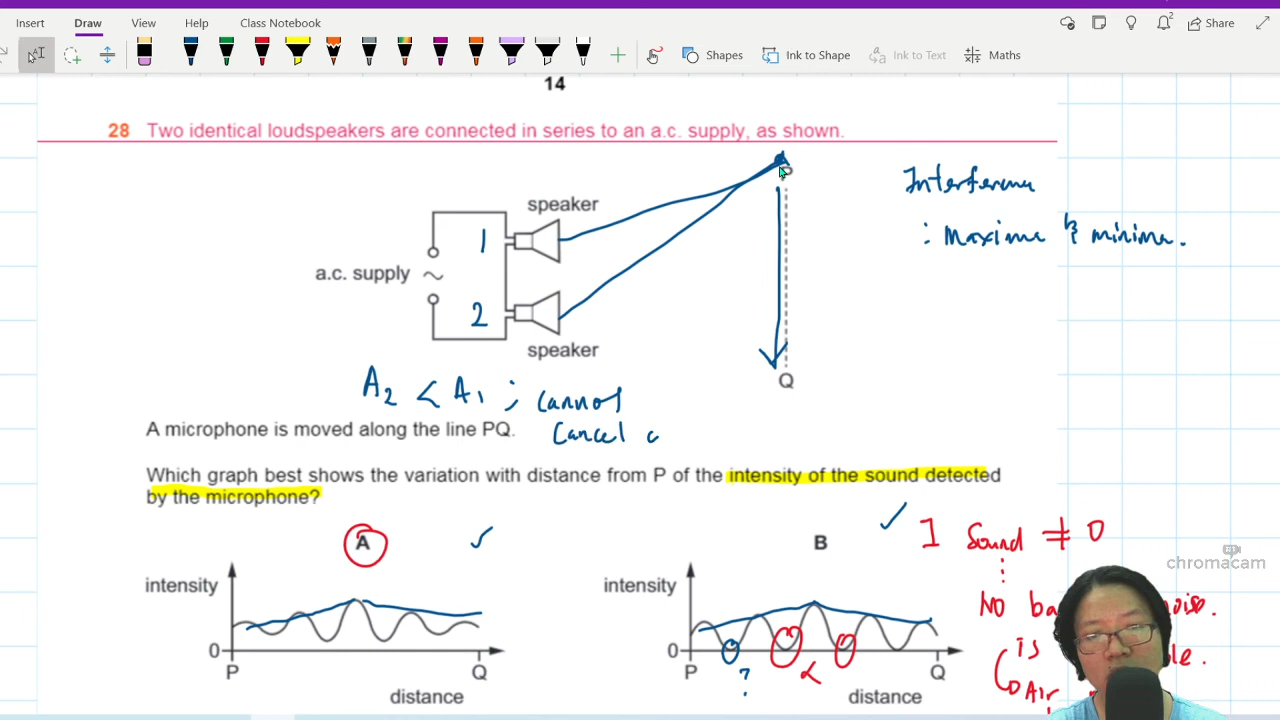 Insert Draw View Help Class Notebook
2 Share
Shapes Ink to Shape Ink to Text Maths
14
28 Two identical loudspeakers are connected in series to an a.c. supply, as shown.
P
speaker
1
a.c. supply
2
speaker
Q
Interference
: Maxima & minima.
A2 < A1 ; cannot
Cancel c
A microphone is moved along the line PQ.
Which graph best shows the variation with distance from P of the intensity of the sound detected
by the microphone?
A
B
I Sound ≠ 0
chromacam
intensity
intensity
No
is
Air
0
P
Q
distance
0
P
Q
?
distance